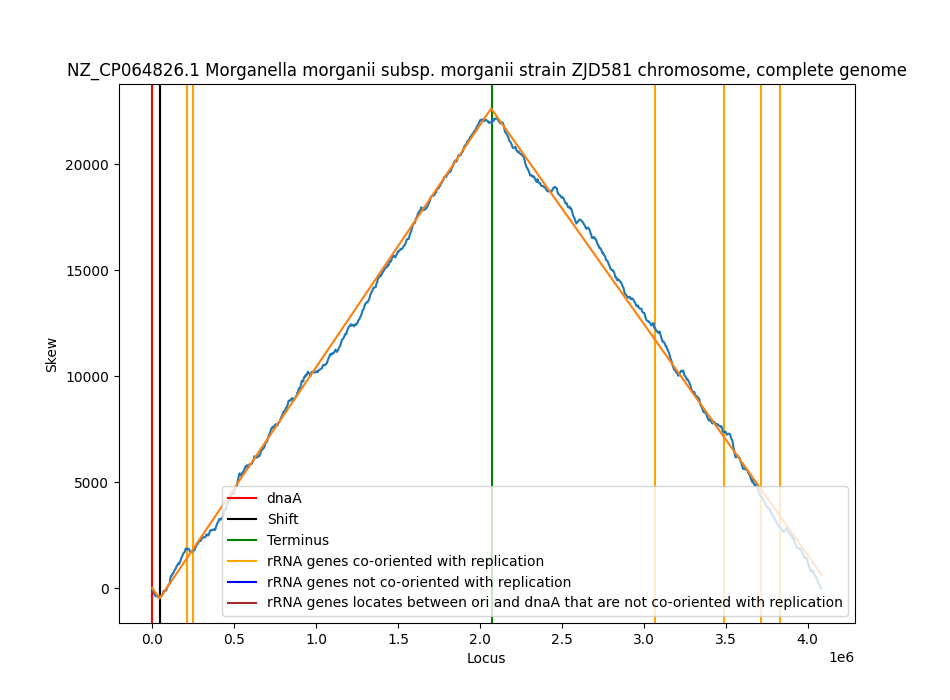 NZ_CP064826.1 Morganella morganii subsp. morganii strain ZJD581 chromosome, complete genome
Skew
20000
15000
10000
5000
0
dnaA
Shift
Terminus
rRNA genes co-oriented with replication
rRNA genes not co-oriented with replication
rRNA genes locates between ori and dnaA that are not co-oriented with replication
0.0 0.5 1.0 1.5 2.0 2.5 3.0 3.5 4.0
Locus
1e6